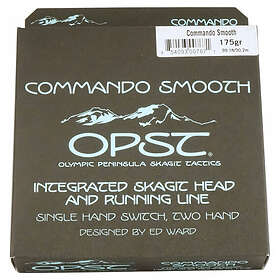 COMMANDO
Commando Smooth
175gr
COMMANDO SMOOTH
OPST
OLYMPIC PENINSULA SKAGIT TACTICS
INTEGRATED SKAGIT HEAD
AND RUNNING LINE
SINGLE HAND SWITCH, TWO HAND
DESIGNED BY ED WARD